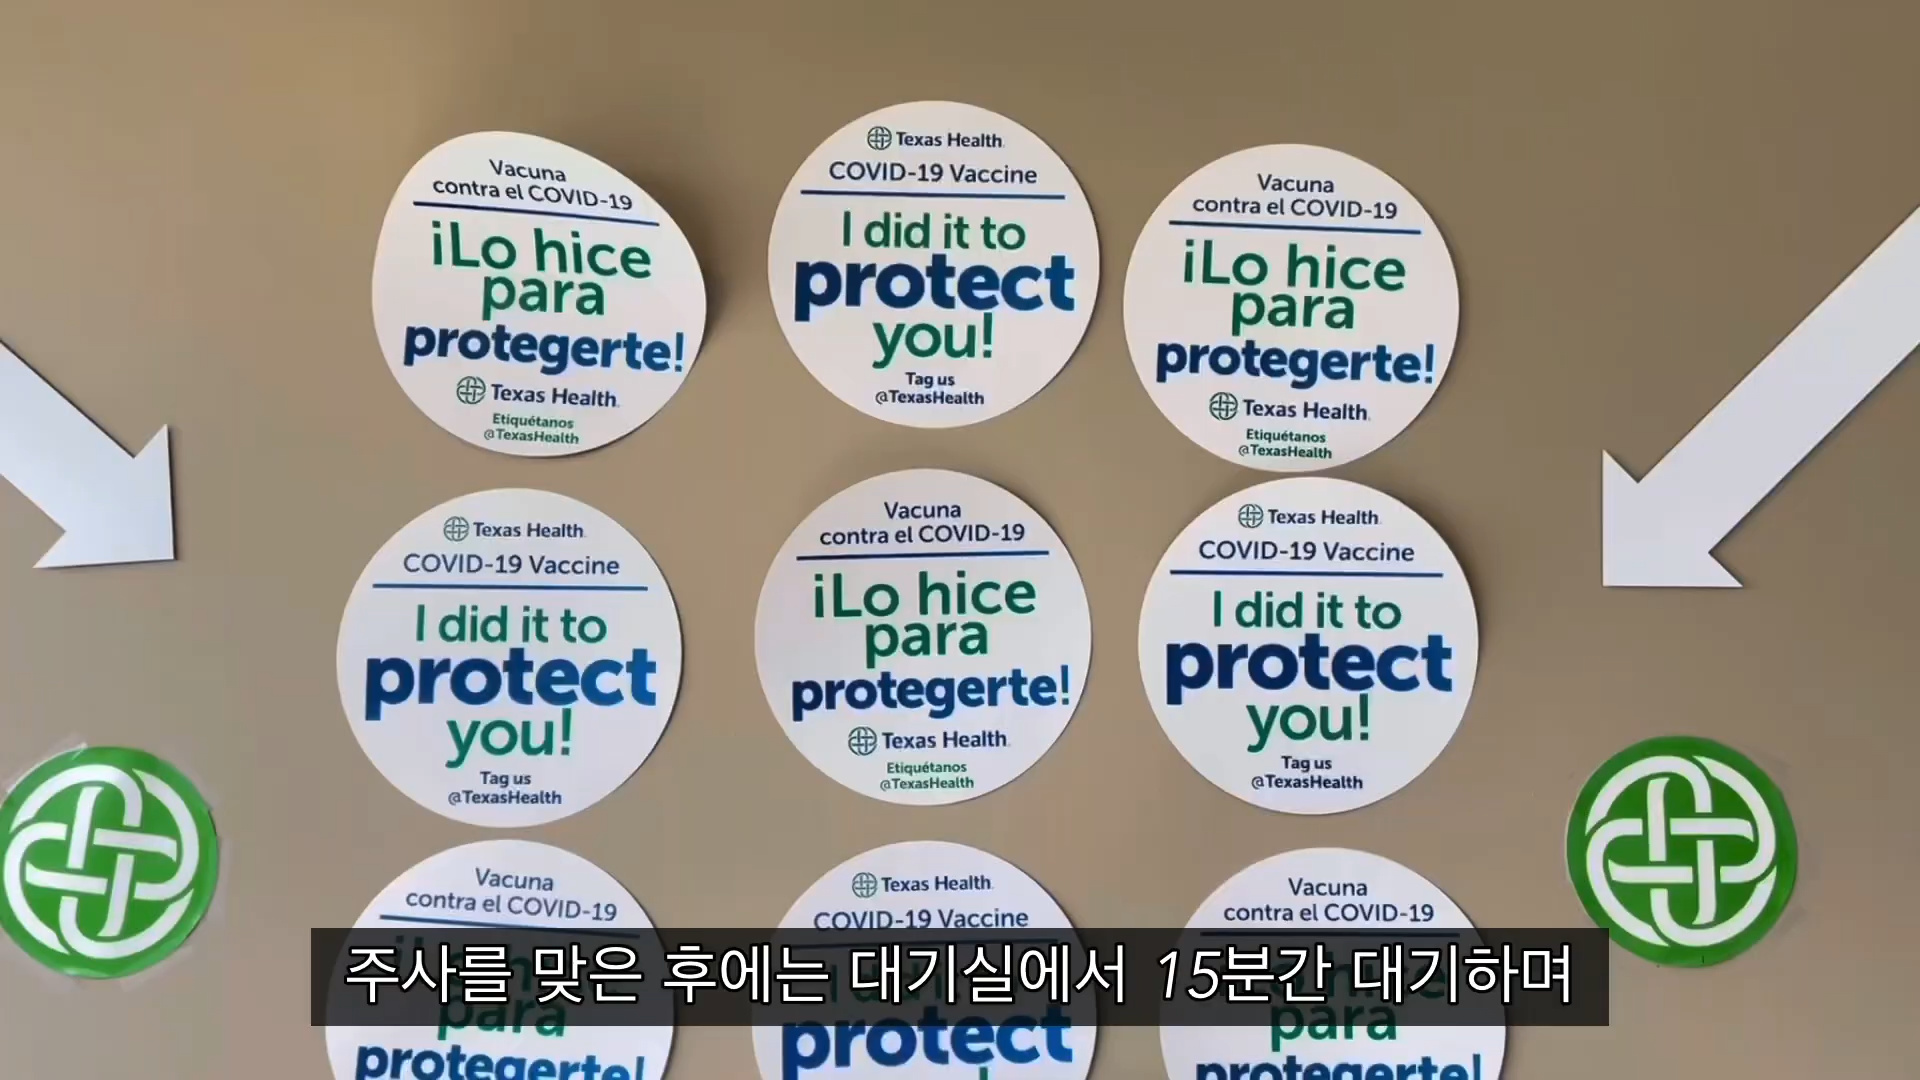 Vacuna
contra el COVID-19
¡Lo hice
para
protegerte!
Texas Health
Etiquétanos
@TexasHealth
Texas Health
COVID-19 Vaccine
I did it to
protect
you!
Tag us
@TexasHealth
Vacuna
contra el COVID-19
¡Lo hice
para
protegerte!
Texas Health
Etiquétanos
@TexasHealth
Texas Health
COVID-19 Vaccine
I did it to
protect
you!
Tag us
@TexasHealth
Vacuna
contra el COVID-19
¡Lo hice
para
protegerte!
Texas Health
Etiquétanos
@TexasHealth
Texas Health
COVID-19 Vaccine
I did it to
protect
you!
Tag us
@TexasHealth
Vacuna
contra el COVID-19
para
protegerte!
Texas Health
COVID-19 Vaccine
protect
Vacuna
contra el COVID-19
para
protegerte!
주사를 맞은 후에는 대기실에서 15분간 대기하며